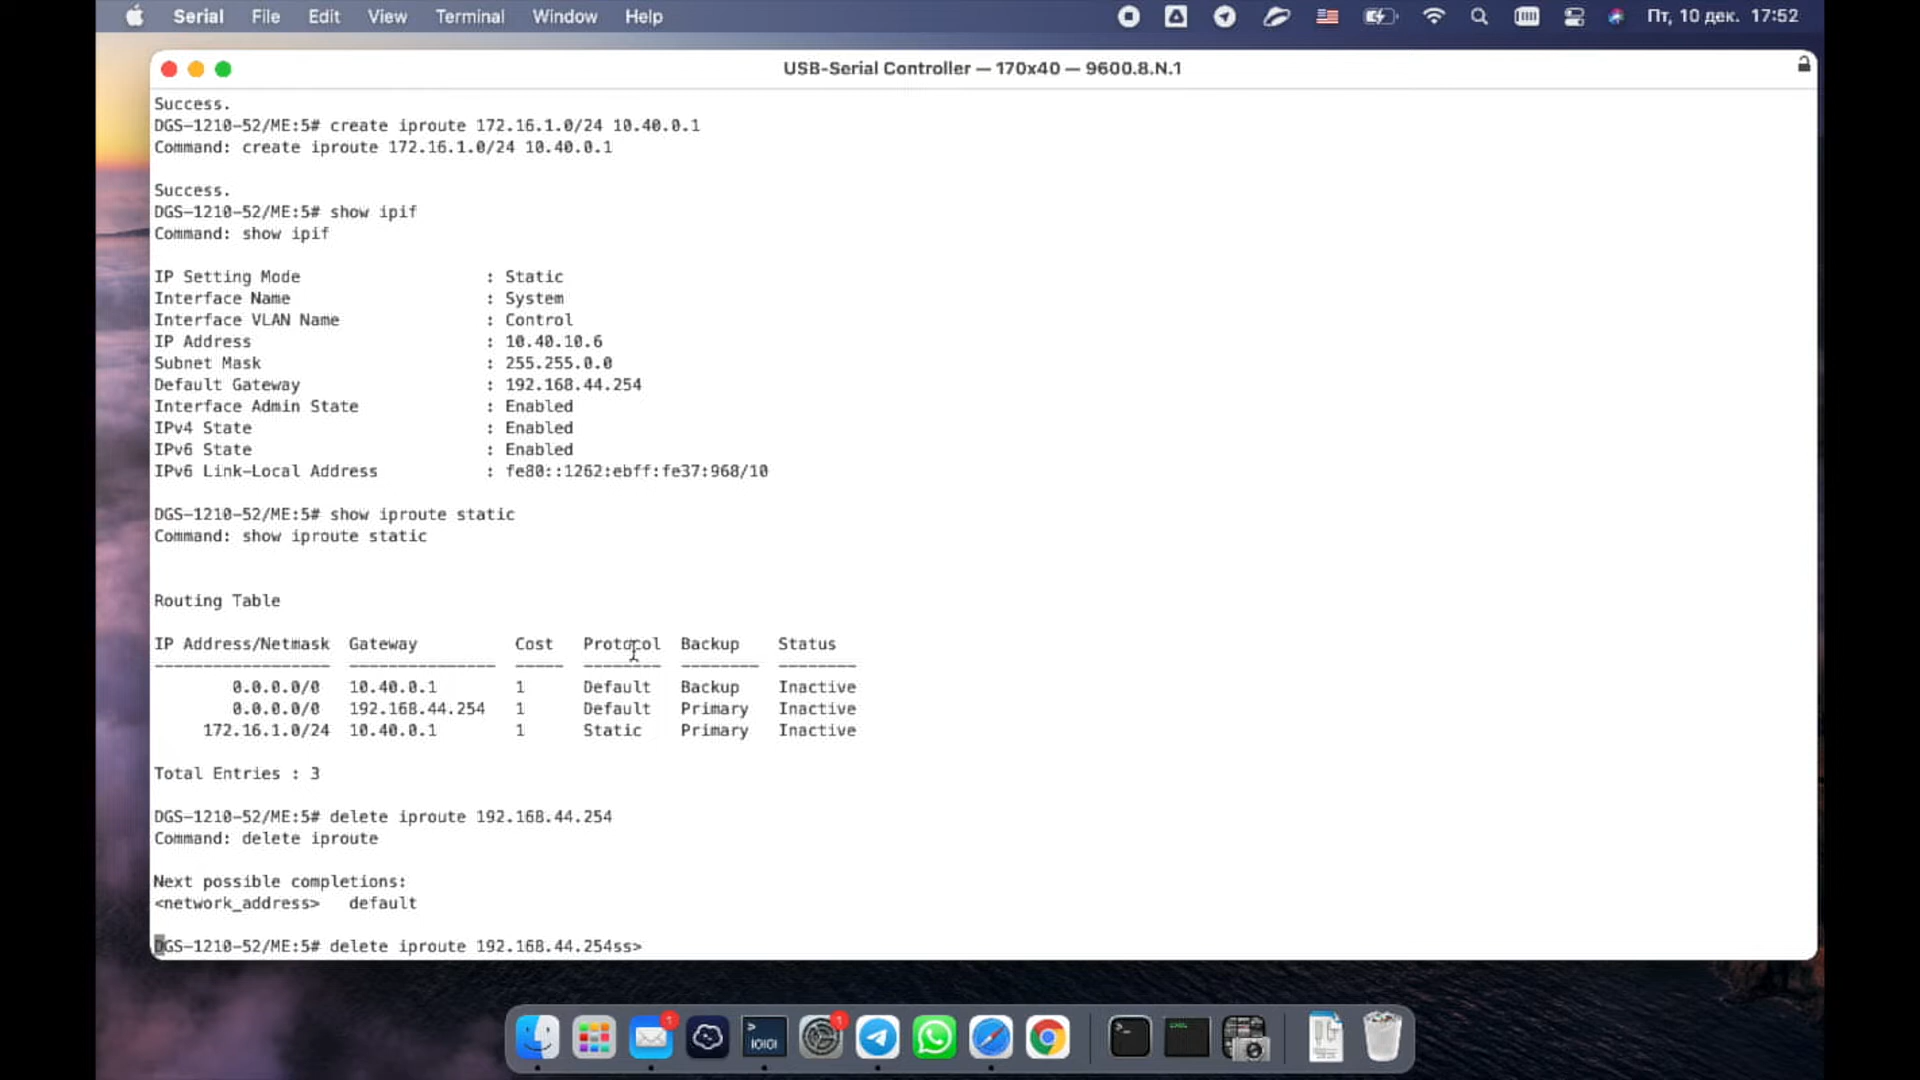 Serial File Edit View Terminal Window Help Пт, 10 дек. 17:52
USB-Serial Controller — 170x40 — 9600.8.N.1
Success.
DGS-1210-52/ME:5# create iproute 172.16.1.0/24 10.40.0.1
Command: create iproute 172.16.1.0/24 10.40.0.1
Success.
DGS-1210-52/ME:5# show ipif
Command: show ipif
IP Setting Mode : Static
Interface Name : System
Interface VLAN Name : Control
IP Address : 10.40.10.6
Subnet Mask : 255.255.0.0
Default Gateway : 192.168.44.254
Interface Admin State : Enabled
IPv4 State : Enabled
IPv6 State : Enabled
IPv6 Link-Local Address : fe80::1262:ebff:fe37:968/10
DGS-1210-52/ME:5# show iproute static
Command: show iproute static
Routing Table
IP Address/Netmask Gateway Cost Protocol Backup Status
------------------ --------------- ----- -------- -------- --------
0.0.0.0/0 10.40.0.1 1 Default Backup Inactive
0.0.0.0/0 192.168.44.254 1 Default Primary Inactive
172.16.1.0/24 10.40.0.1 1 Static Primary Inactive
Total Entries : 3
DGS-1210-52/ME:5# delete iproute 192.168.44.254
Command: delete iproute
Next possible completions:
<network_address> default
DGS-1210-52/ME:5# delete iproute 192.168.44.254ss>
1
1